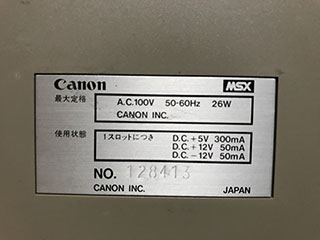 Canon MSX
最大定格 A.C.100V 50-60Hz 26W
CANON INC.
使用状態 1スロットにつき D.C.+5V 300mA
D.C.+12V 50mA
D.C.-12V 50mA
NO. 128413
CANON INC. JAPAN